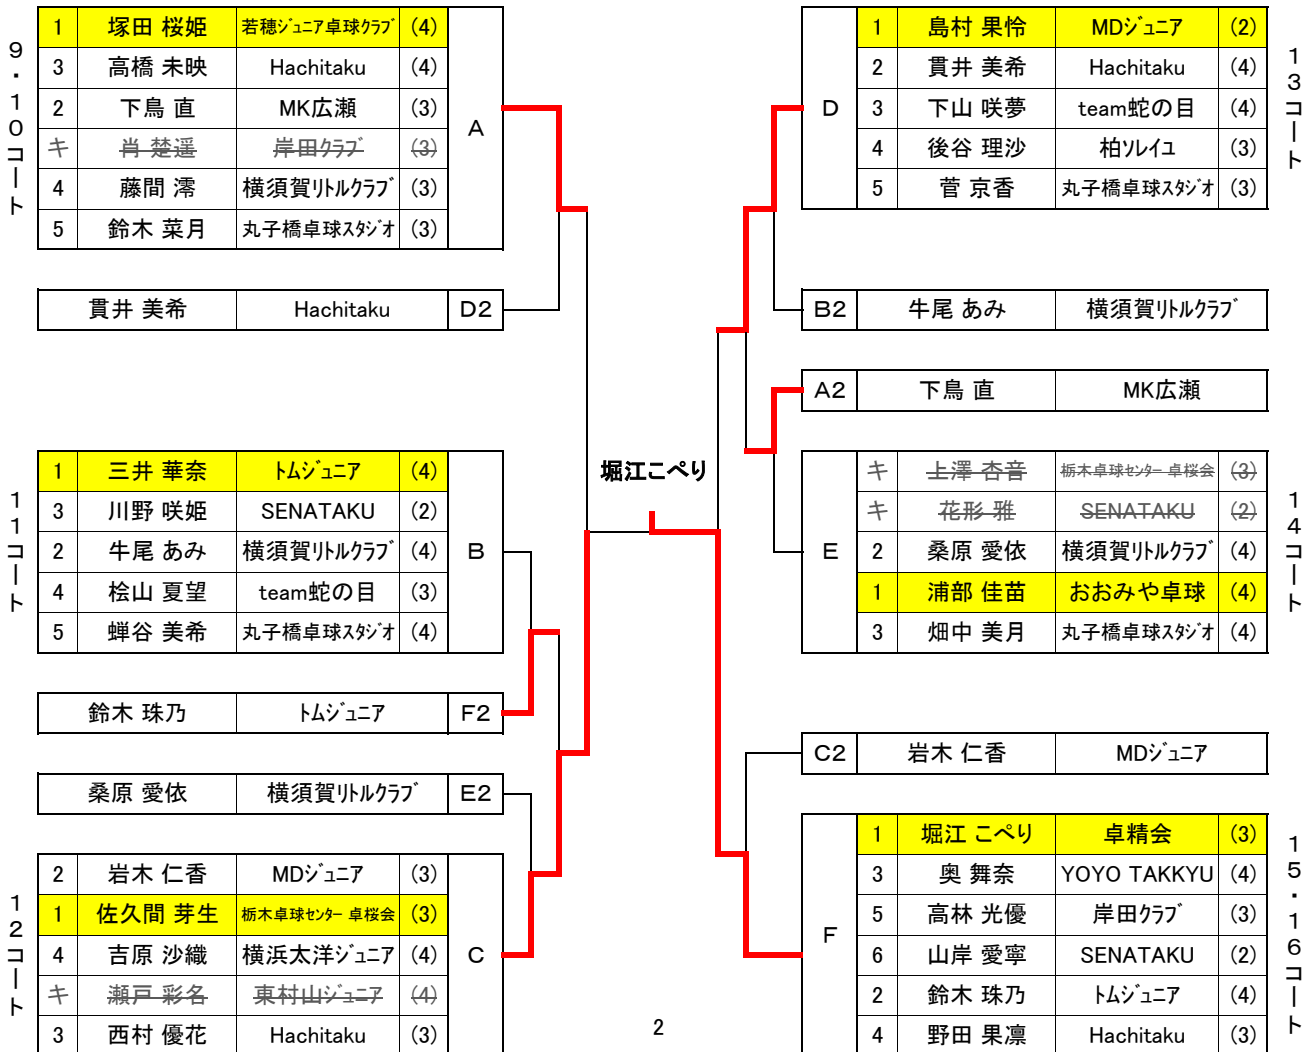 9・10コート
1 塚田 桜姫 若穂ジュニア卓球クラブ (4)
3 高橋 未映 Hachitaku (4)
2 下鳥 直 MK広瀬 (3)
キ 肖 楚遥 岸田クラブ (3)
4 藤間 澪 横須賀リトルクラブ (3)
5 鈴木 菜月 丸子橋卓球スタジオ (3)
A
貫井 美希 Hachitaku D2
11コート
1 三井 華奈 トムジュニア (4)
3 川野 咲姫 SENATAKU (2)
2 牛尾 あみ 横須賀リトルクラブ (4)
4 桧山 夏望 team蛇の目 (3)
5 蝉谷 美希 丸子橋卓球スタジオ (4)
B
鈴木 珠乃 トムジュニア F2
桑原 愛依 横須賀リトルクラブ E2
12コート
2 岩木 仁香 MDジュニア (3)
1 佐久間 芽生 栃木卓球センター 卓桜会 (3)
4 吉原 沙織 横浜太洋ジュニア (4)
キ 瀬戸 彩名 東村山ジュニア (4)
3 西村 優花 Hachitaku (3)
C
堀江こぺり
13コート
D
1 島村 果怜 MDジュニア (2)
2 貫井 美希 Hachitaku (4)
3 下山 咲夢 team蛇の目 (4)
4 後谷 理沙 柏ソレイユ (3)
5 菅 京香 丸子橋卓球スタジオ (3)
B2 牛尾 あみ 横須賀リトルクラブ
A2 下鳥 直 MK広瀬
14コート
E
キ 上澤 杏音 栃木卓球センター 卓桜会 (3)
キ 花形 雅 SENATAKU (2)
2 桑原 愛依 横須賀リトルクラブ (4)
1 浦部 佳苗 おおみや卓球 (4)
3 畑中 美月 丸子橋卓球スタジオ (4)
C2 岩木 仁香 MDジュニア
15・16コート
F
1 堀江 こぺり 卓精会 (3)
3 奥 舞奈 YOYO TAKKYU (4)
5 高林 光優 岸田クラブ (3)
6 山岸 愛寧 SENATAKU (2)
2 鈴木 珠乃 トムジュニア (4)
4 野田 果凛 Hachitaku (3)
2